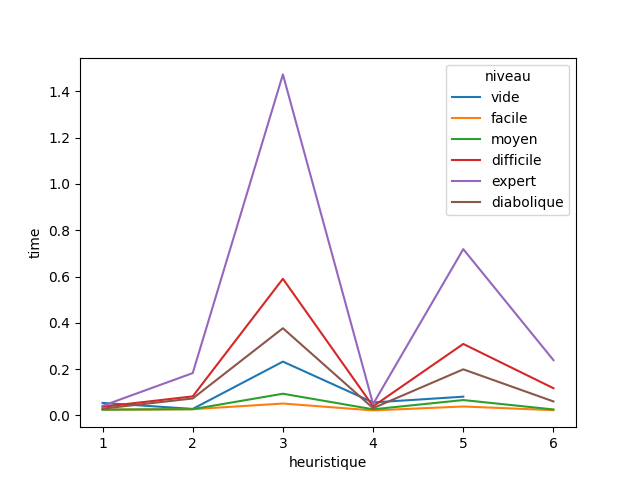 niveau
vide
facile
moyen
difficile
expert
diabolique
1.4
1.2
1.0
0.8
0.6
0.4
0.2
0.0
time
1 2 3 4 5 6
heuristique